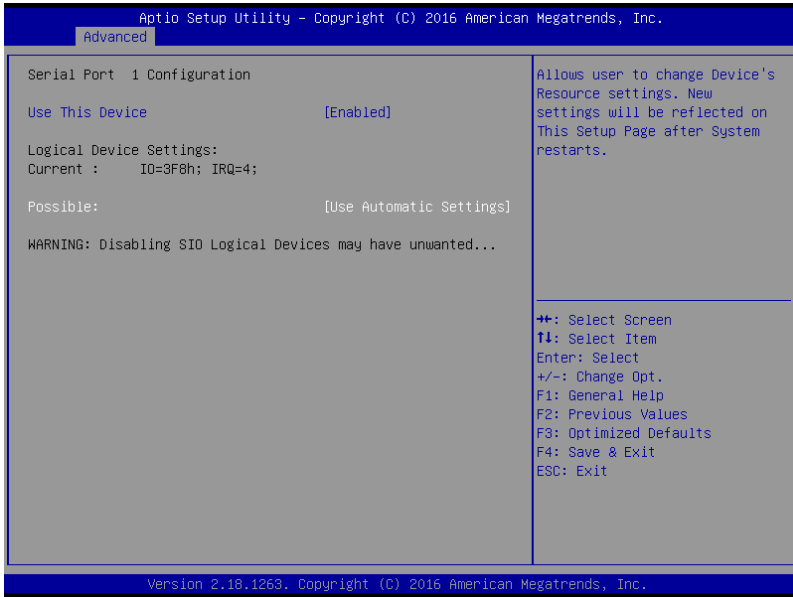 Aptio Setup Utility – Copyright (C) 2016 American Megatrends, Inc.
Advanced
Serial Port 1 Configuration
Use This Device [Enabled]
Logical Device Settings:
Current : IO=3F8h; IRQ=4;
Possible: [Use Automatic Settings]
WARNING: Disabling SIO Logical Devices may have unwanted...
Allows user to change Device's
Resource settings. New
settings will be reflected on
This Setup Page after System
restarts.
→←: Select Screen
↑↓: Select Item
Enter: Select
+/-: Change Opt.
F1: General Help
F2: Previous Values
F3: Optimized Defaults
F4: Save & Exit
ESC: Exit
Version 2.18.1263. Copyright (C) 2016 American Megatrends, Inc.